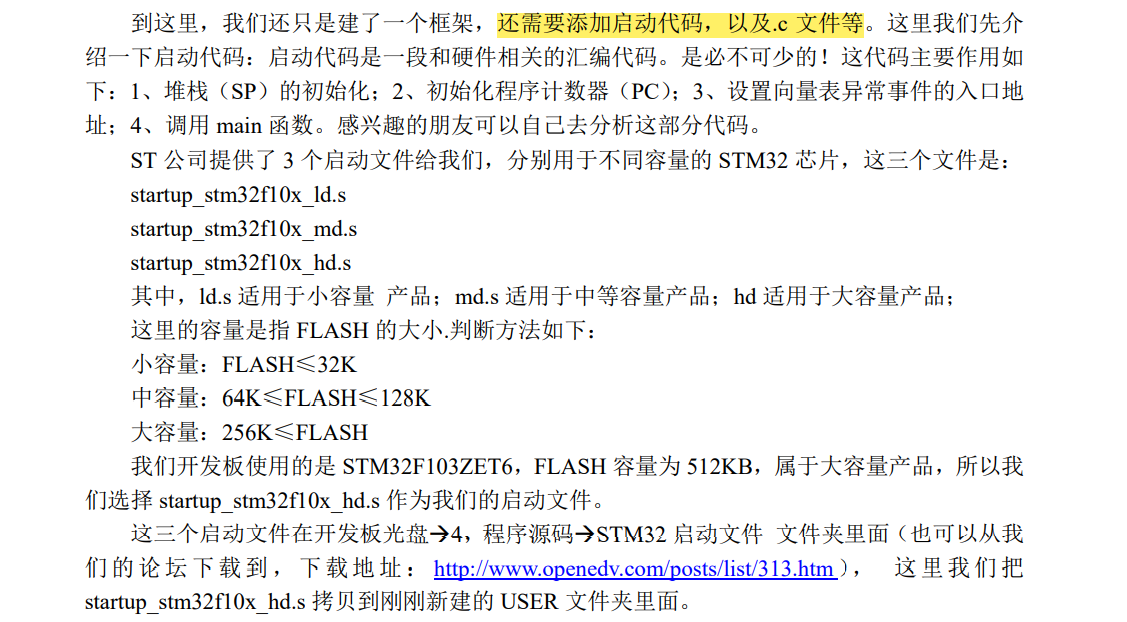 到这里，我们还只是建了一个框架，还需要添加启动代码，以及.c 文件等。这里我们先介
绍一下启动代码：启动代码是一段和硬件相关的汇编代码。是必不可少的！这代码主要作用如
下：1、堆栈（SP）的初始化；2、初始化程序计数器（PC）；3、设置向量表异常事件的入口地
址；4、调用 main 函数。感兴趣的朋友可以自己去分析这部分代码。
ST 公司提供了 3 个启动文件给我们，分别用于不同容量的 STM32 芯片，这三个文件是：
startup_stm32f10x_ld.s
startup_stm32f10x_md.s
startup_stm32f10x_hd.s
其中，ld.s 适用于小容量 产品；md.s 适用于中等容量产品；hd 适用于大容量产品；
这里的容量是指 FLASH 的大小.判断方法如下：
小容量：FLASH≤32K
中容量：64K≤FLASH≤128K
大容量：256K≤FLASH
我们开发板使用的是 STM32F103ZET6，FLASH 容量为 512KB，属于大容量产品，所以我
们选择 startup_stm32f10x_hd.s 作为我们的启动文件。
这三个启动文件在开发板光盘→4，程序源码→STM32 启动文件 文件夹里面（也可以从我
们的论坛下载到，下载地址：http://www.openedv.com/posts/list/313.htm ）， 这里我们把
startup_stm32f10x_hd.s 拷贝到刚刚新建的 USER 文件夹里面。